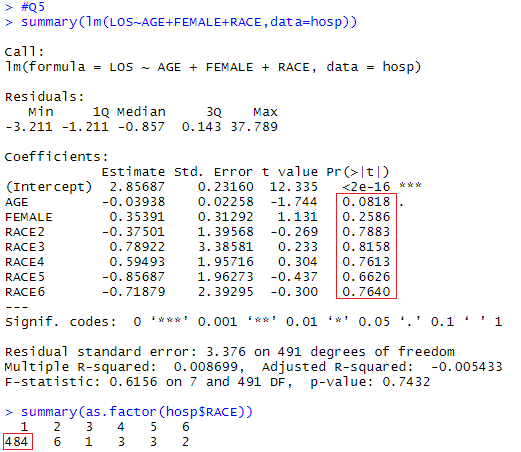 > #Q5
> summary(lm(LOS~AGE+FEMALE+RACE,data=hosp))
Call:
lm(formula = LOS ~ AGE + FEMALE + RACE, data = hosp)
Residuals:
Min 1Q Median 3Q Max
-3.211 -1.211 -0.857 0.143 37.789
Coefficients:
Estimate Std. Error t value Pr(>|t|)
(Intercept) 2.85687 0.23160 12.335 <2e-16 ***
AGE -0.03938 0.02258 -1.744 0.0818 .
FEMALE 0.35391 0.31292 1.131 0.2586
RACE2 -0.37501 1.39568 -0.269 0.7883
RACE3 0.78922 3.38581 0.233 0.8158
RACE4 0.59493 1.95716 0.304 0.7613
RACE5 -0.85687 1.96273 -0.437 0.6626
RACE6 -0.71879 2.39295 -0.300 0.7640
---
Signif. codes: 0 ‘***’ 0.001 ‘**’ 0.01 ‘*’ 0.05 ‘.’ 0.1 ‘ ’ 1
Residual standard error: 3.376 on 491 degrees of freedom
Multiple R-squared: 0.008699, Adjusted R-squared: -0.005433
F-statistic: 0.6156 on 7 and 491 DF, p-value: 0.7432
> summary(as.factor(hosp$RACE))
1 2 3 4 5 6
484 6 1 3 3 2